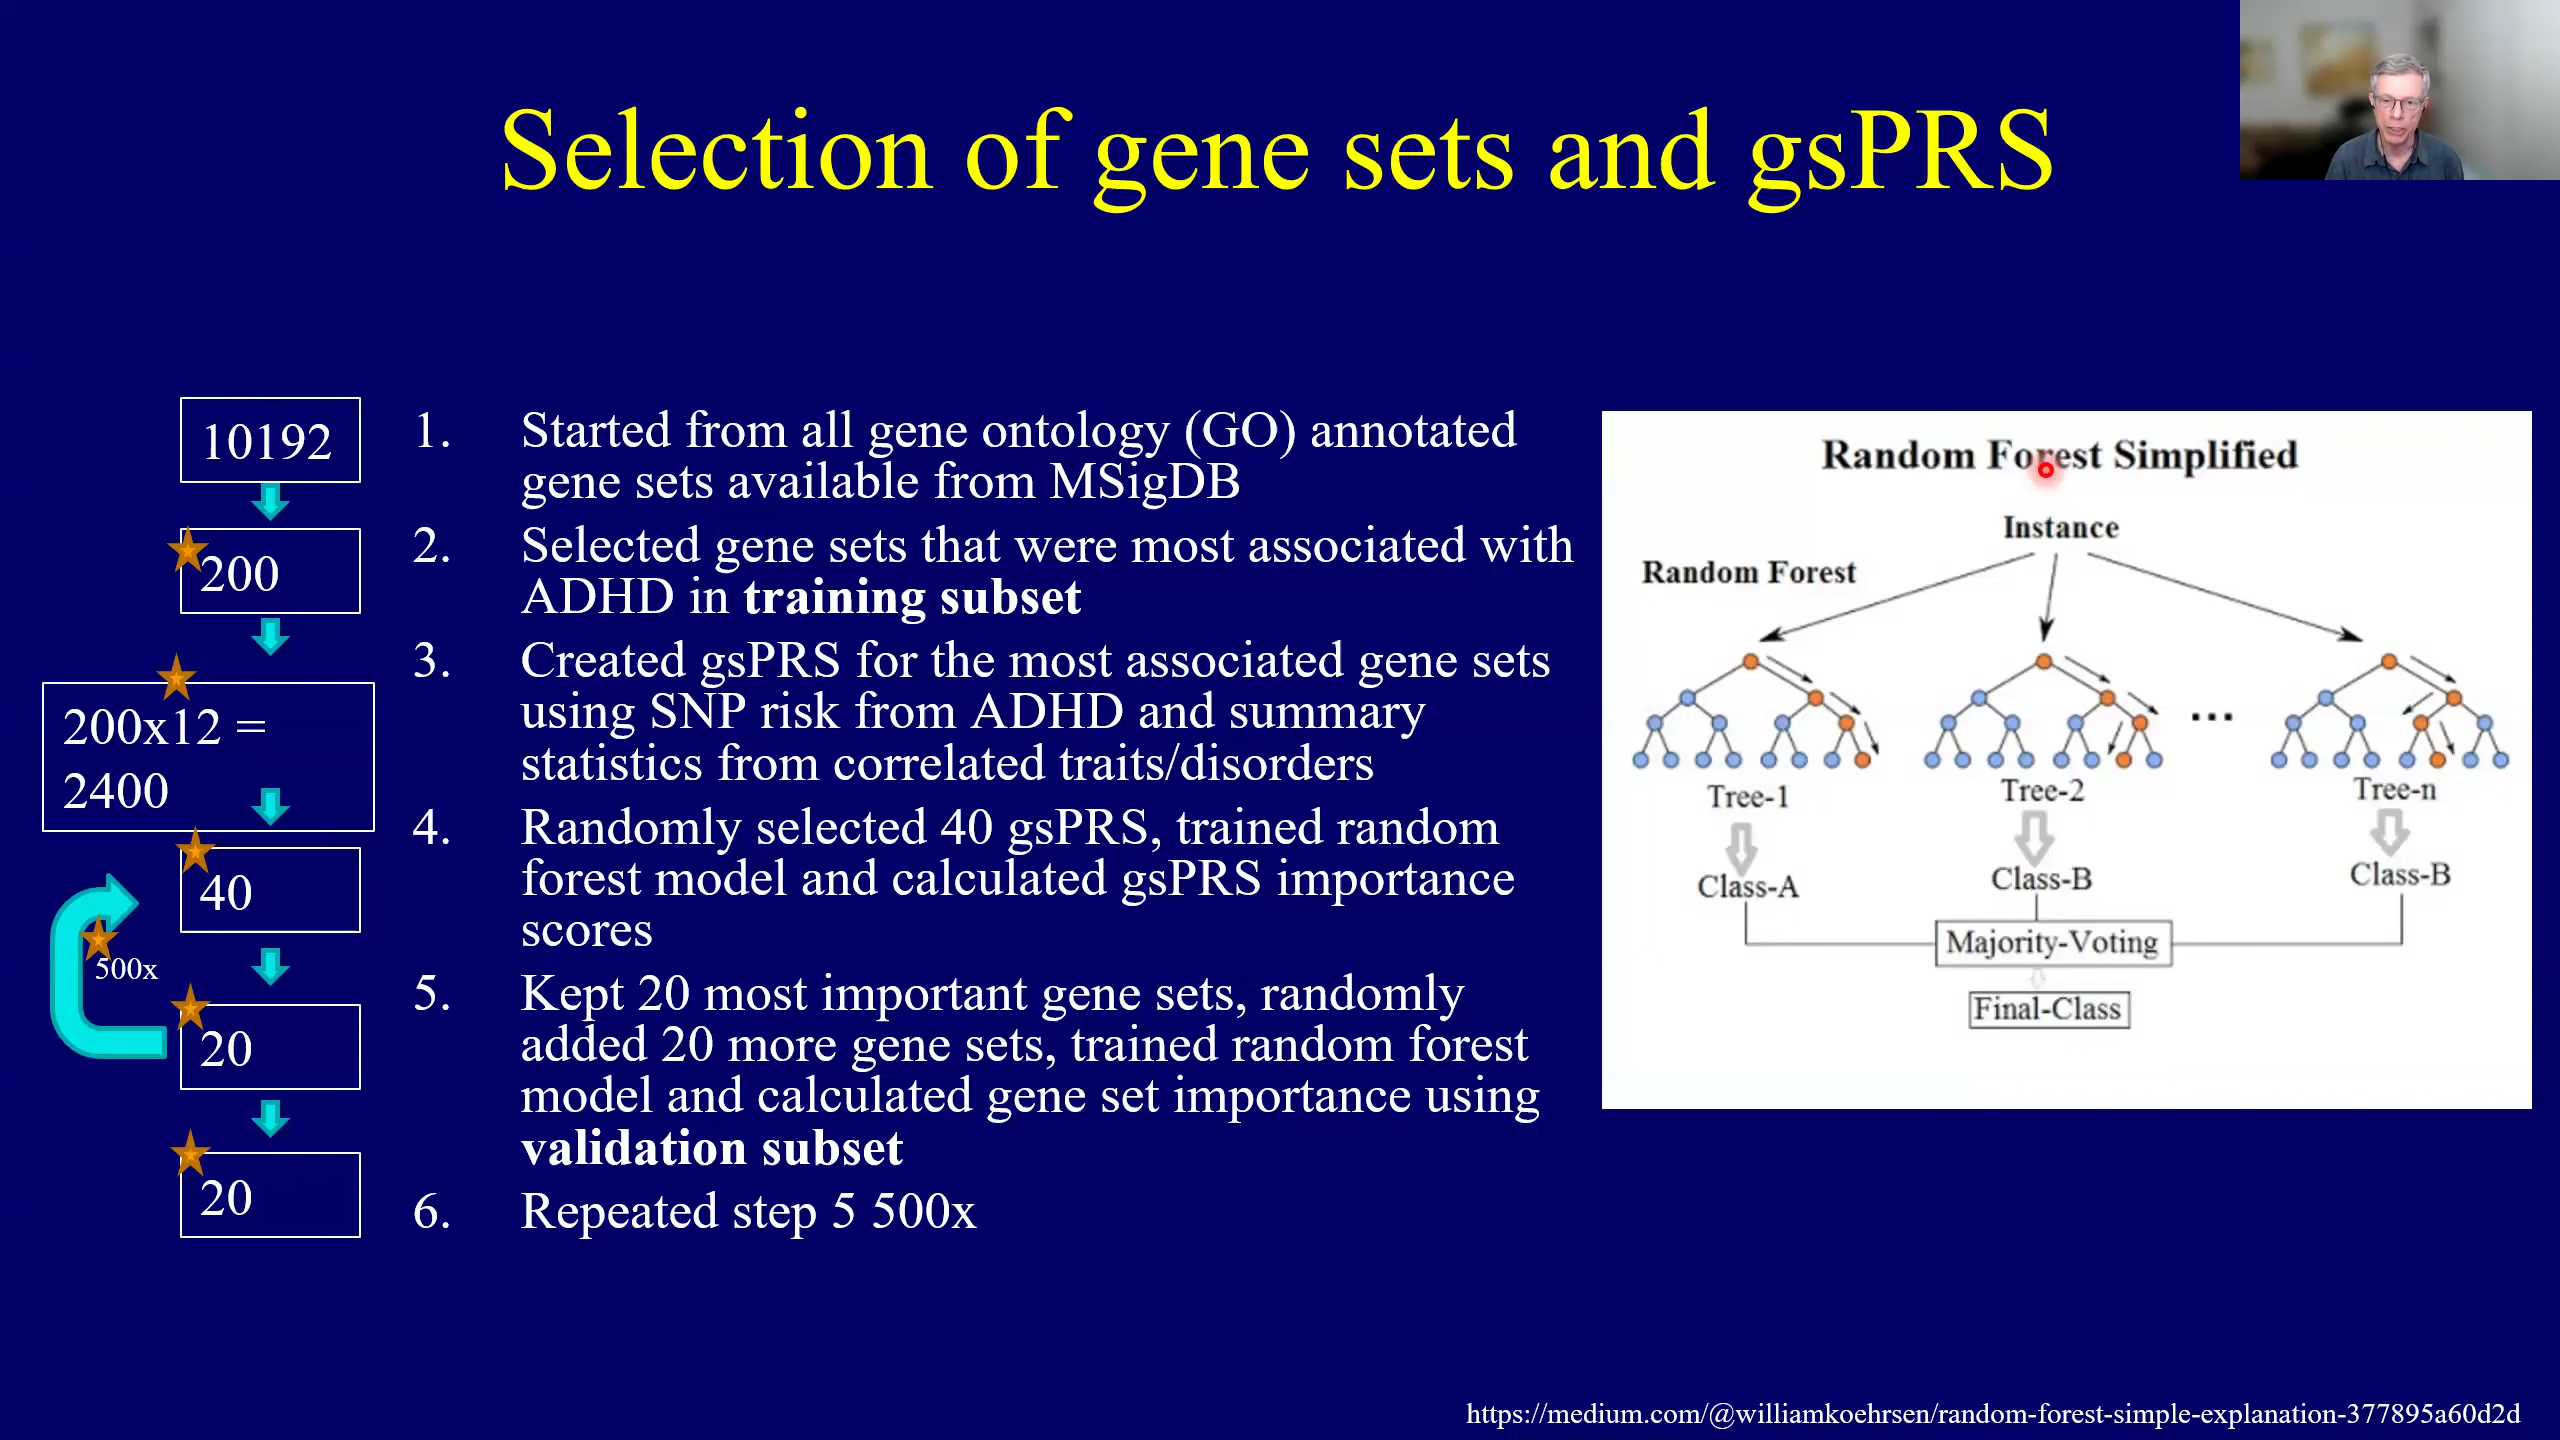 Selection of gene sets and gsPRS
10192
200
200x12 =
2400
40
500x
20
20
1. Started from all gene ontology (GO) annotated
gene sets available from MSigDB
2. Selected gene sets that were most associated with
ADHD in training subset
3. Created gsPRS for the most associated gene sets
using SNP risk from ADHD and summary
statistics from correlated traits/disorders
4. Randomly selected 40 gsPRS, trained random
forest model and calculated gsPRS importance
scores
5. Kept 20 most important gene sets, randomly
added 20 more gene sets, trained random forest
model and calculated gene set importance using
validation subset
6. Repeated step 5 500x
Random Forest Simplified
Instance
Random Forest
...
Tree-1 Tree-2 Tree-n
Class-A Class-B Class-B
Majority-Voting
Final-Class
https://medium.com/@williamkoehrsen/random-forest-simple-explanation-377895a60d2d